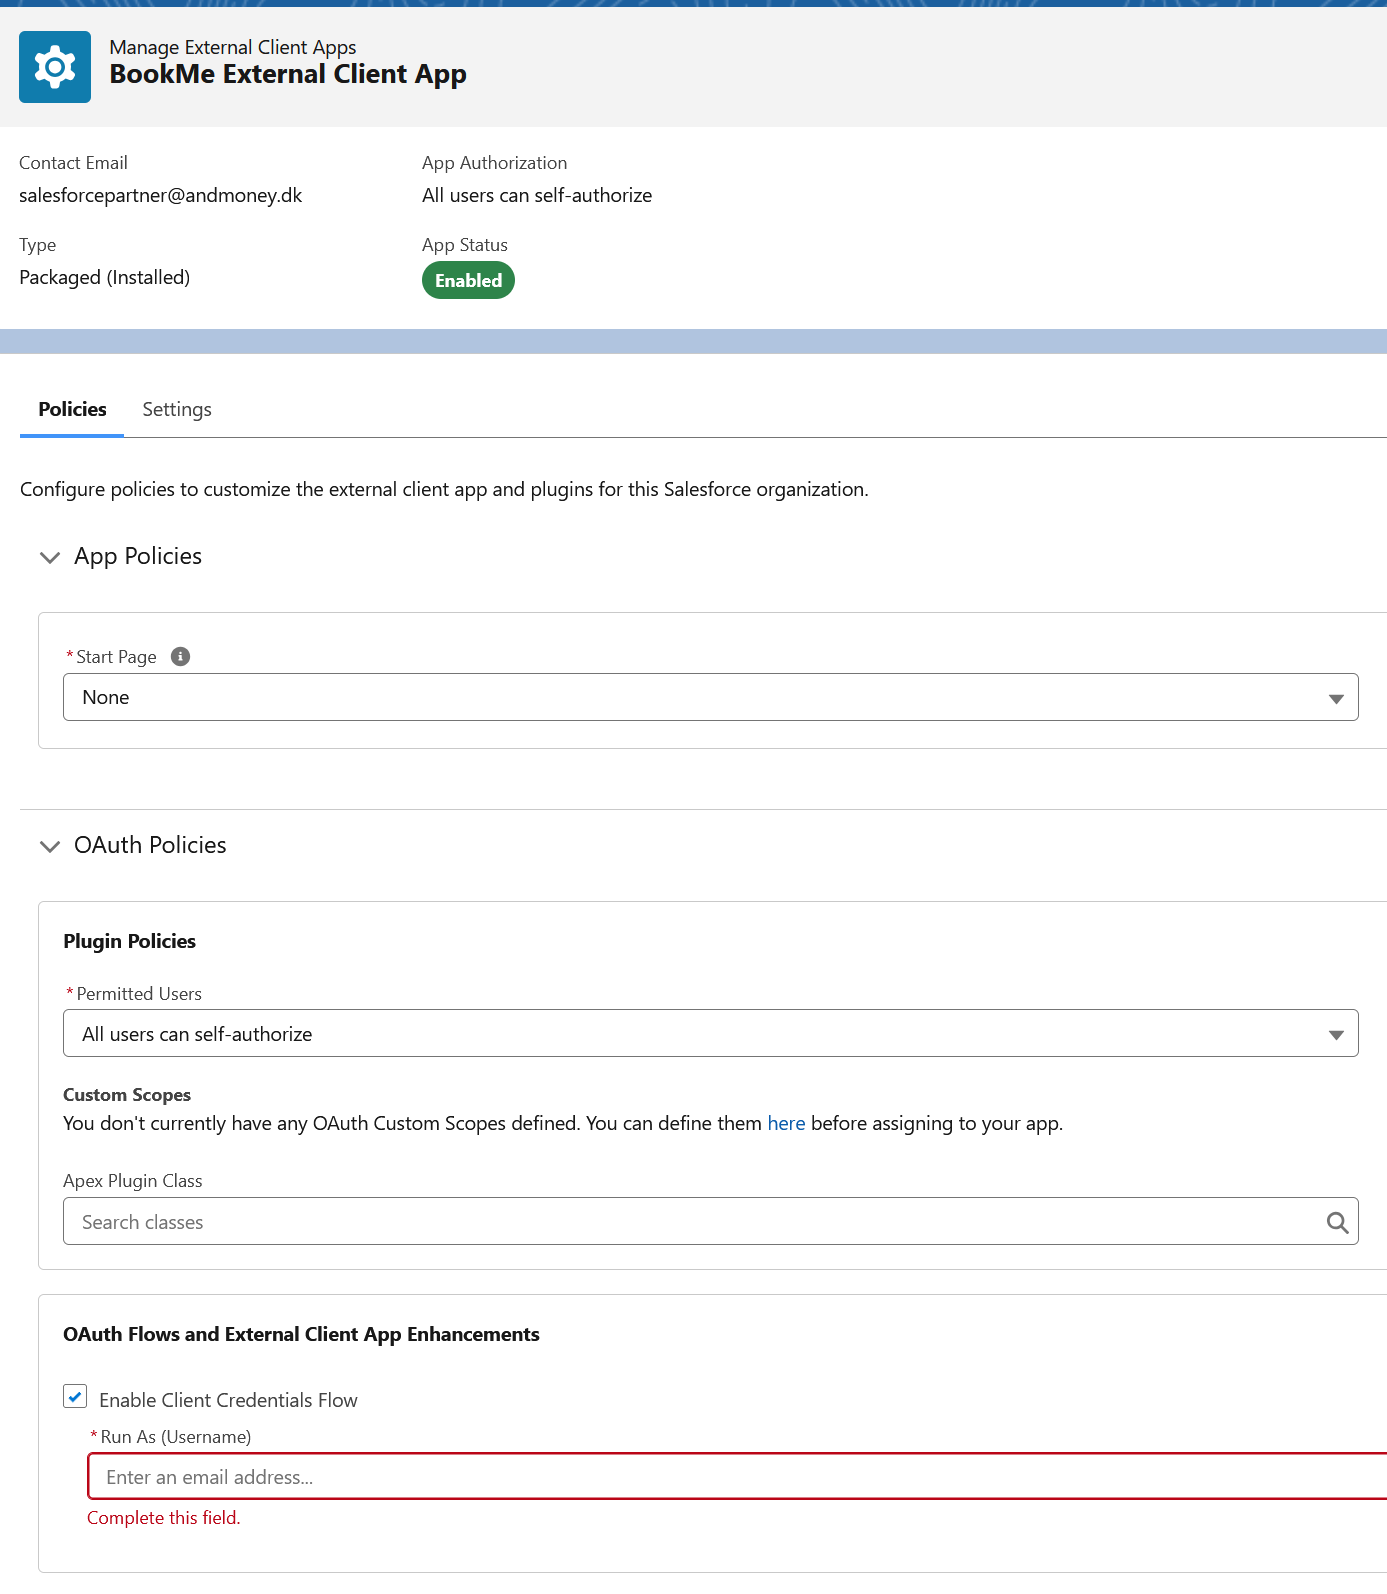 Manage External Client Apps
BookMe External Client App
Contact Email
salesforcepartner@andmoney.dk
App Authorization
All users can self-authorize
Type
Packaged (Installed)
App Status
Enabled
Policies
Settings
Configure policies to customize the external client app and plugins for this Salesforce organization.
App Policies
*Start Page
None
OAuth Policies
Plugin Policies
*Permitted Users
All users can self-authorize
Custom Scopes
You don't currently have any OAuth Custom Scopes defined. You can define them here before assigning to your app.
Apex Plugin Class
Search classes
OAuth Flows and External Client App Enhancements
Enable Client Credentials Flow
*Run As (Username)
Enter an email address...
Complete this field.